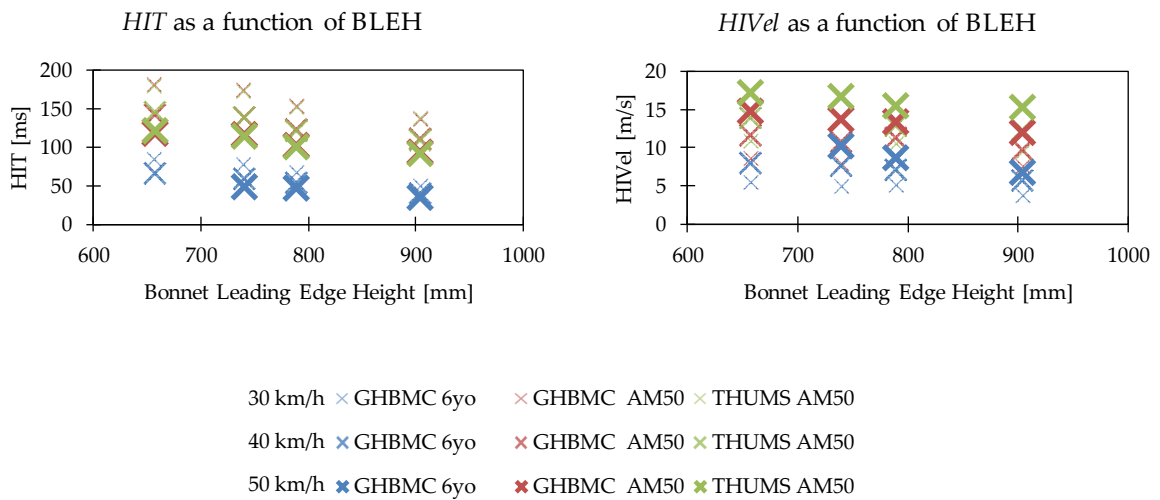 HIT as a function of BLEH
HIT [ms]
200
150
100
50
0
600 700 800 900 1000
Bonnet Leading Edge Height [mm]
HIVel as a function of BLEH
HIVel [m/s]
20
15
10
5
0
600 700 800 900 1000
Bonnet Leading Edge Height [mm]
30 km/h GHBMC 6yo GHBMC AM50 THUMS AM50
40 km/h GHBMC 6yo GHBMC AM50 THUMS AM50
50 km/h GHBMC 6yo GHBMC AM50 THUMS AM50